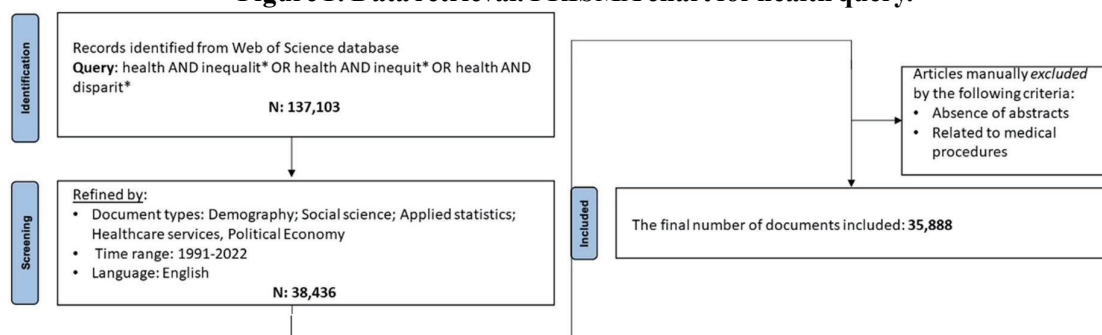 Figure 1: Data retrieval: PRISMA chart for health query.
Identification
Records identified from Web of Science database
Query: health AND inequalit* OR health AND inequit* OR health AND
disparit*
N: 137,103
Screening
Refined by:
• Document types: Demography; Social science; Applied statistics;
Healthcare services, Political Economy
• Time range: 1991-2022
• Language: English
N: 38,436
Articles manually excluded
by the following criteria:
• Absence of abstracts
• Related to medical
procedures
Included
The final number of documents included: 35,888